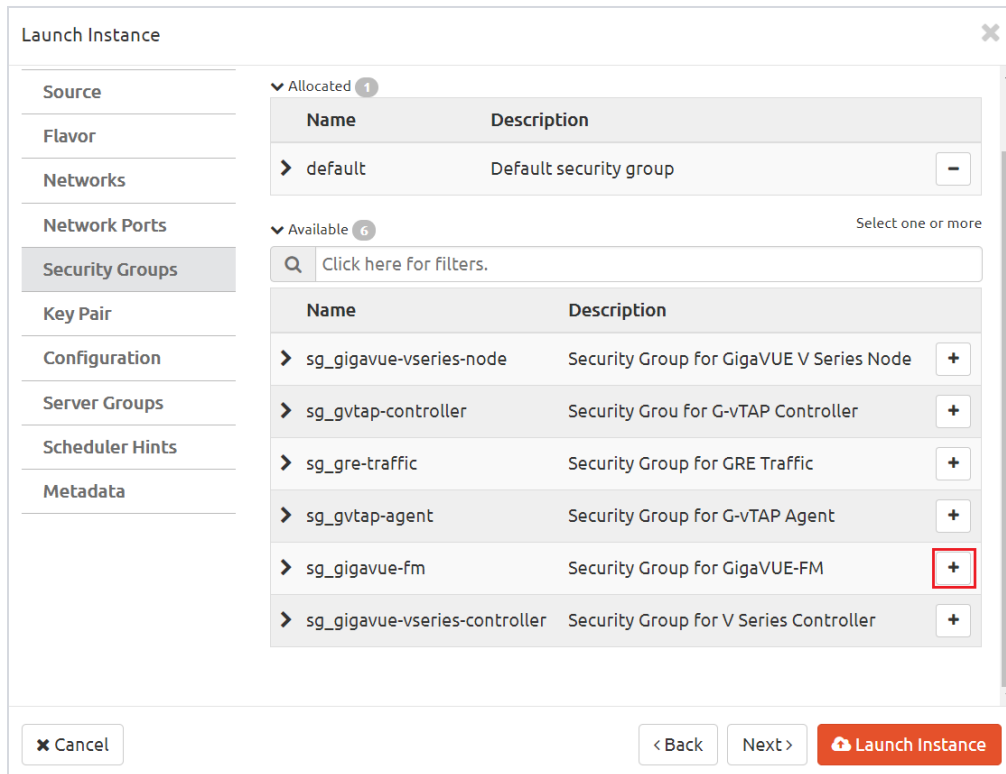 Launch Instance
Source
Flavor
Networks
Network Ports
Security Groups
Key Pair
Configuration
Server Groups
Scheduler Hints
Metadata
Allocated 1
Name Description
default Default security group
Available 6 Select one or more
Click here for filters.
Name Description
sg_gigavue-vseries-node Security Group for GigaVUE V Series Node
sg_gvtap-controller Security Grou for G-vTAP Controller
sg_gre-traffic Security Group for GRE Traffic
sg_gvtap-agent Security Group for G-vTAP Agent
sg_gigavue-fm Security Group for GigaVUE-FM
sg_gigavue-vseries-controller Security Group for V Series Controller
Cancel < Back Next > Launch Instance